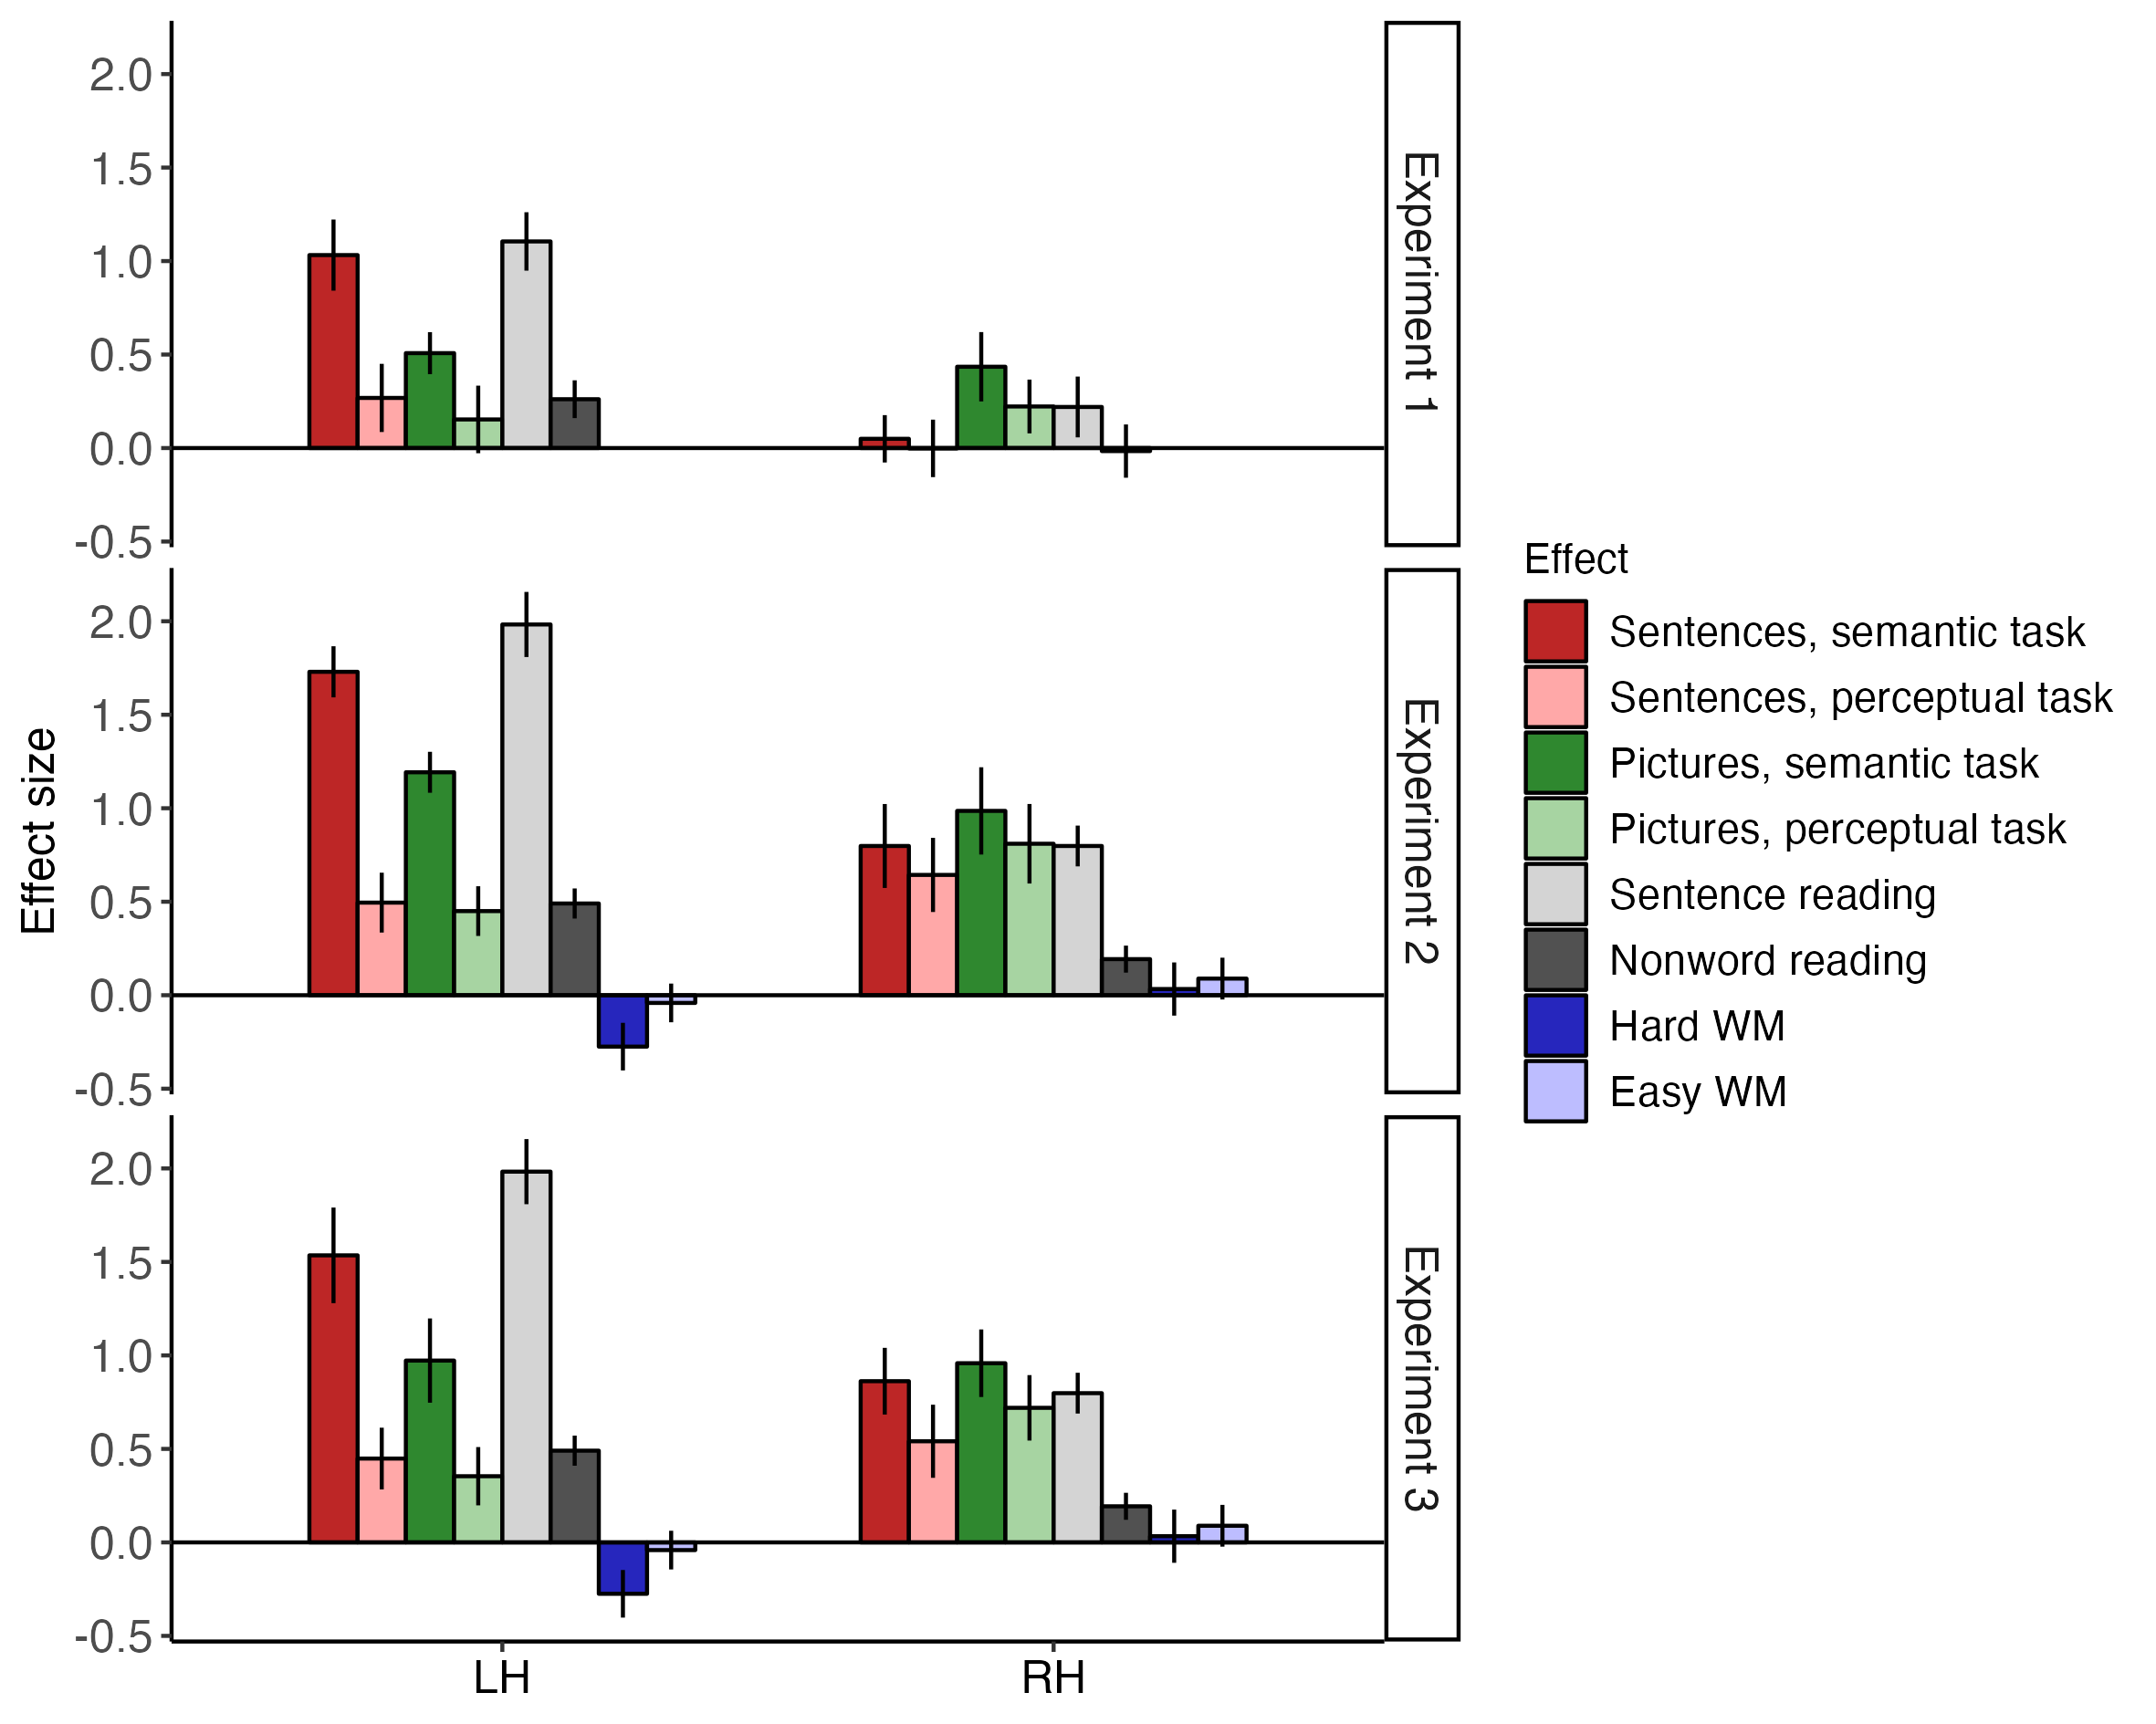 2.0
1.5
1.0
0.5
0.0
-0.5
Experiment 1
2.0
1.5
1.0
0.5
0.0
-0.5
Experiment 2
2.0
1.5
1.0
0.5
0.0
-0.5
Experiment 3
Effect size
LH
RH
Effect
Sentences, semantic task
Sentences, perceptual task
Pictures, semantic task
Pictures, perceptual task
Sentence reading
Nonword reading
Hard WM
Easy WM